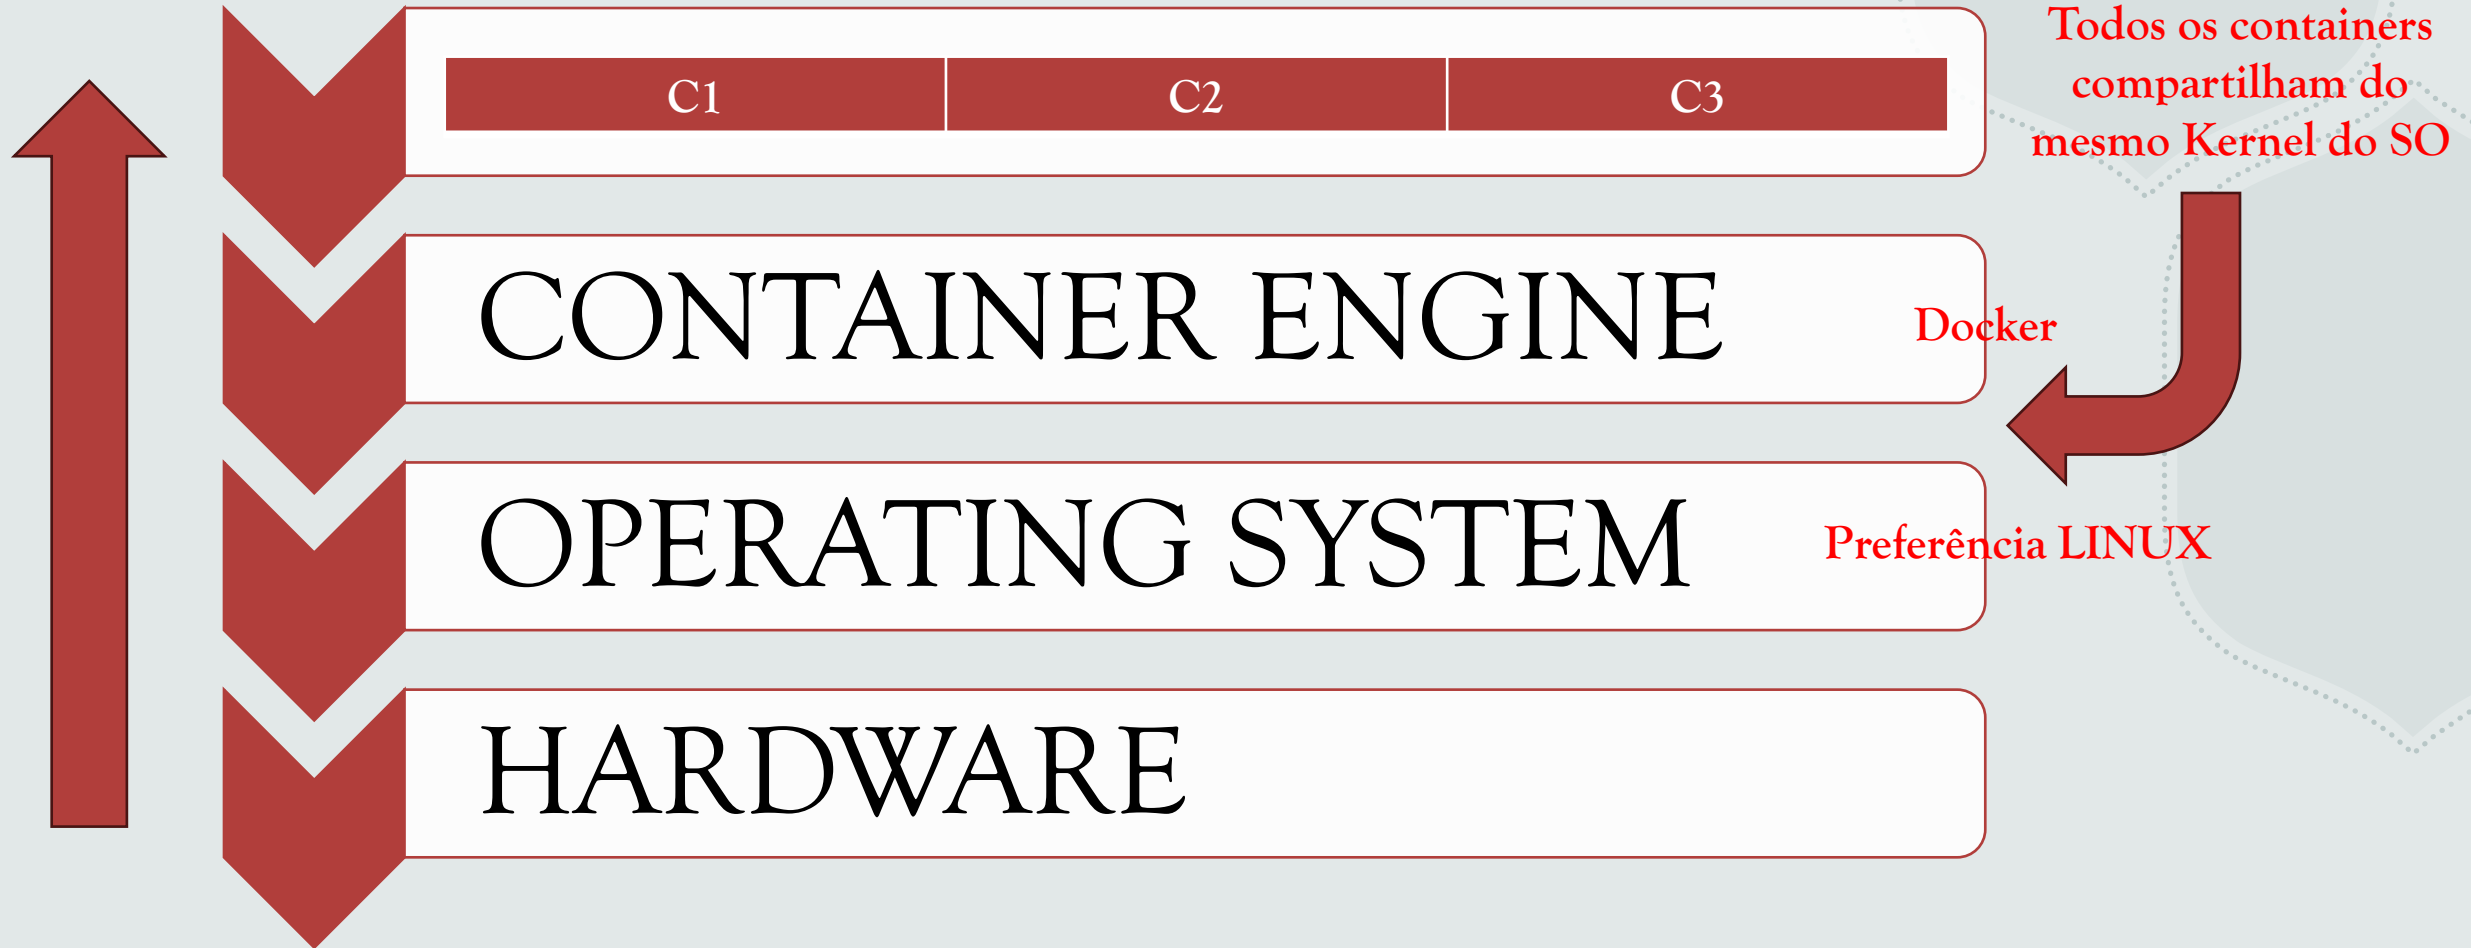 C1
C2
C3
Todos os containers
compartilham do
mesmo Kernel do SO
CONTAINER ENGINE
Docker
OPERATING SYSTEM
Preferência LINUX
HARDWARE